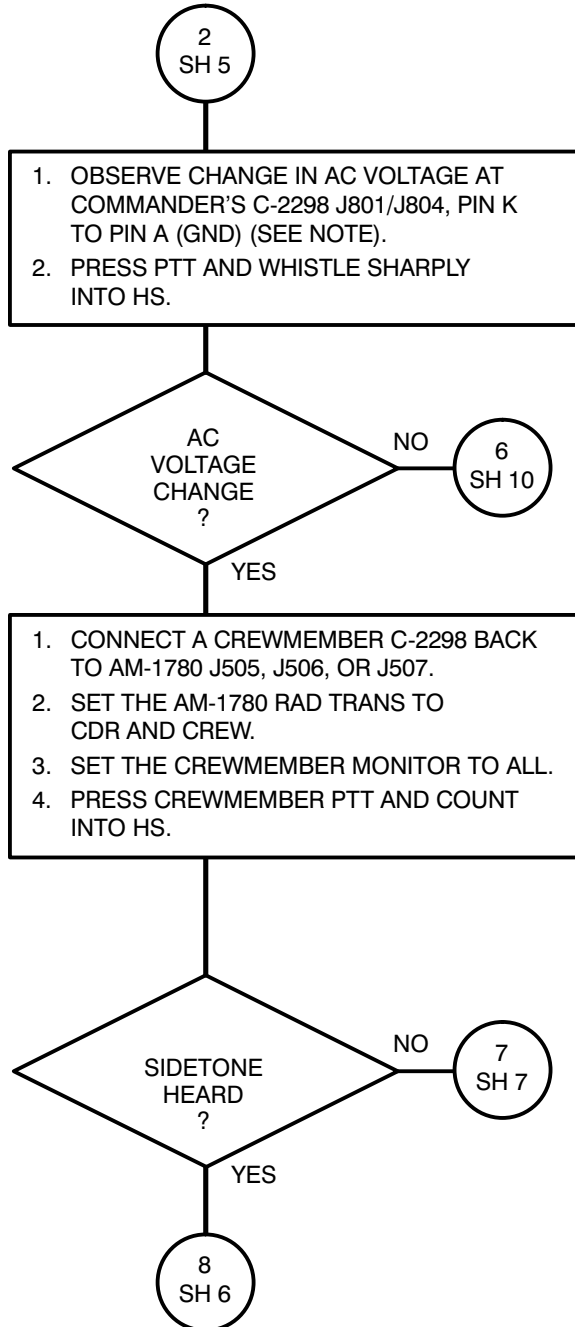 2
SH 5
1. OBSERVE CHANGE IN AC VOLTAGE AT
COMMANDER'S C-2298 J801/J804, PIN K
TO PIN A (GND) (SEE NOTE).
2. PRESS PTT AND WHISTLE SHARPLY
INTO HS.
AC
VOLTAGE
CHANGE
?
NO
6
SH 10
YES
1. CONNECT A CREWMEMBER C-2298 BACK
TO AM-1780 J505, J506, OR J507.
2. SET THE AM-1780 RAD TRANS TO
CDR AND CREW.
3. SET THE CREWMEMBER MONITOR TO ALL.
4. PRESS CREWMEMBER PTT AND COUNT
INTO HS.
SIDETONE
HEARD
?
NO
7
SH 7
YES
8
SH 6